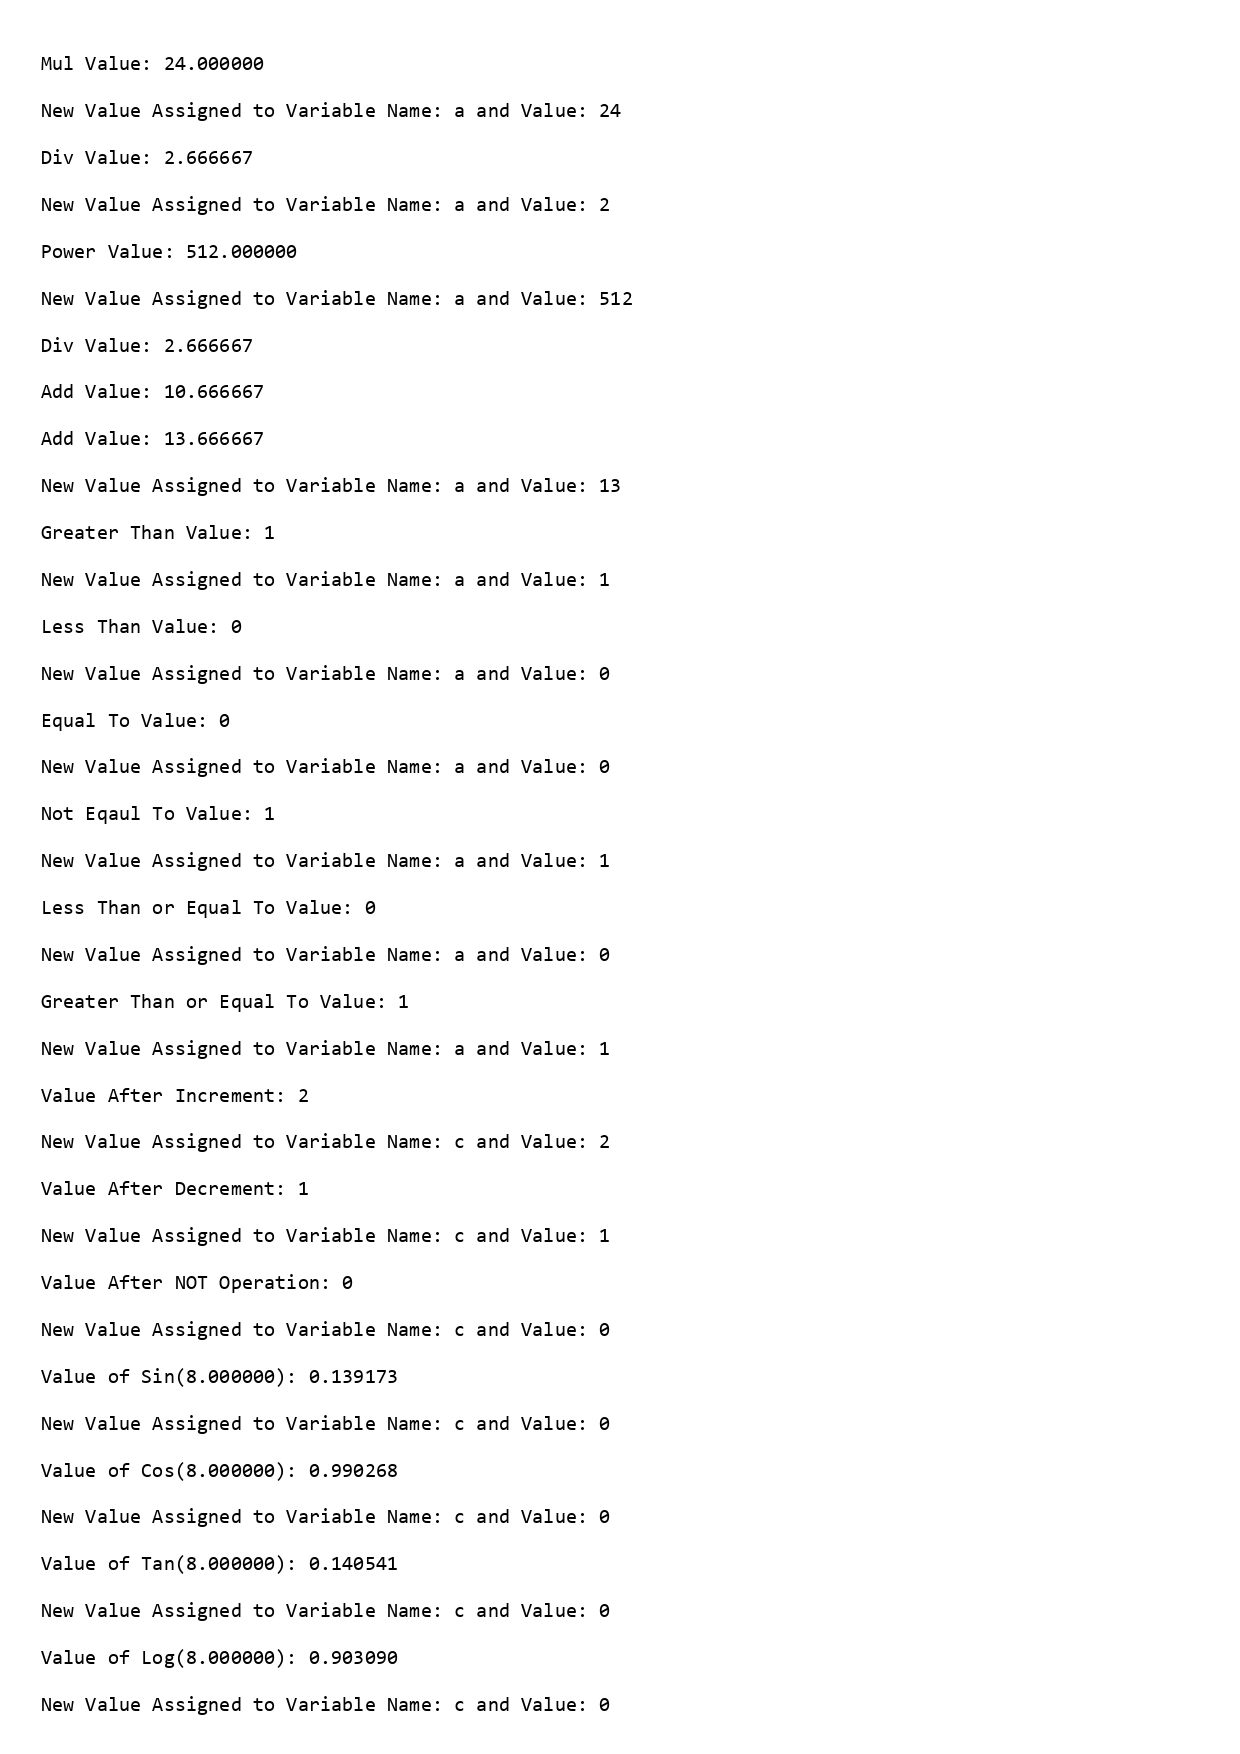 Mul Value: 24.000000
New Value Assigned to Variable Name: a and Value: 24
Div Value: 2.666667
New Value Assigned to Variable Name: a and Value: 2
Power Value: 512.000000
New Value Assigned to Variable Name: a and Value: 512
Div Value: 2.666667
Add Value: 10.666667
Add Value: 13.666667
New Value Assigned to Variable Name: a and Value: 13
Greater Than Value: 1
New Value Assigned to Variable Name: a and Value: 1
Less Than Value: 0
New Value Assigned to Variable Name: a and Value: 0
Equal To Value: 0
New Value Assigned to Variable Name: a and Value: 0
Not Eqaul To Value: 1
New Value Assigned to Variable Name: a and Value: 1
Less Than or Equal To Value: 0
New Value Assigned to Variable Name: a and Value: 0
Greater Than or Equal To Value: 1
New Value Assigned to Variable Name: a and Value: 1
Value After Increment: 2
New Value Assigned to Variable Name: c and Value: 2
Value After Decrement: 1
New Value Assigned to Variable Name: c and Value: 1
Value After NOT Operation: 0
New Value Assigned to Variable Name: c and Value: 0
Value of Sin(8.000000): 0.139173
New Value Assigned to Variable Name: c and Value: 0
Value of Cos(8.000000): 0.990268
New Value Assigned to Variable Name: c and Value: 0
Value of Tan(8.000000): 0.140541
New Value Assigned to Variable Name: c and Value: 0
Value of Log(8.000000): 0.903090
New Value Assigned to Variable Name: c and Value: 0